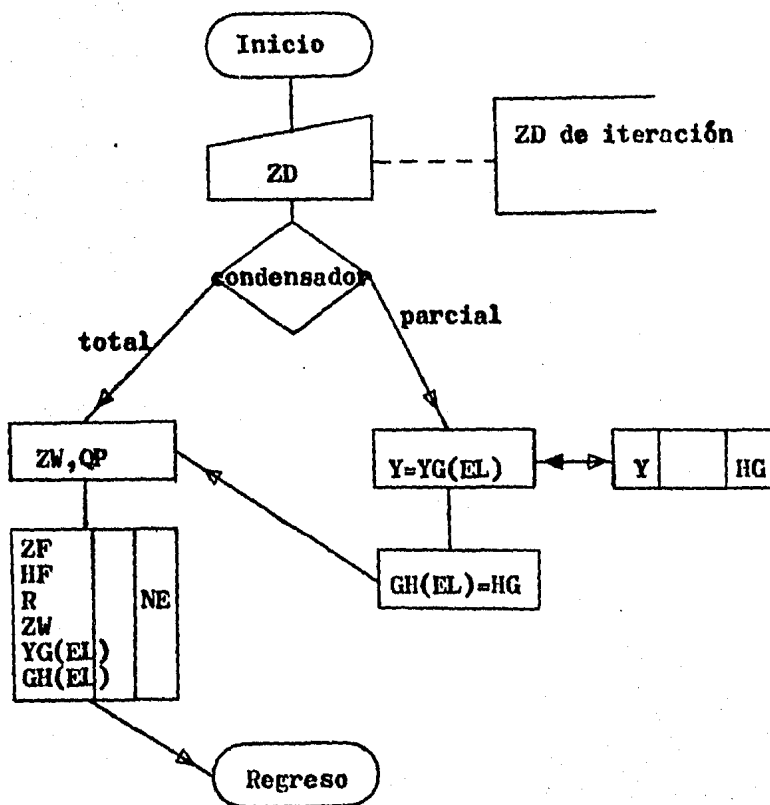 Inicio
ZD
ZD de iteración
condensador
total
parcial
ZW,QP
Y=YG(EL)
Y
HG
GH(EL)=HG
ZF
HF
R
ZW
YG(EL)
GH(EL)
NE
Regreso